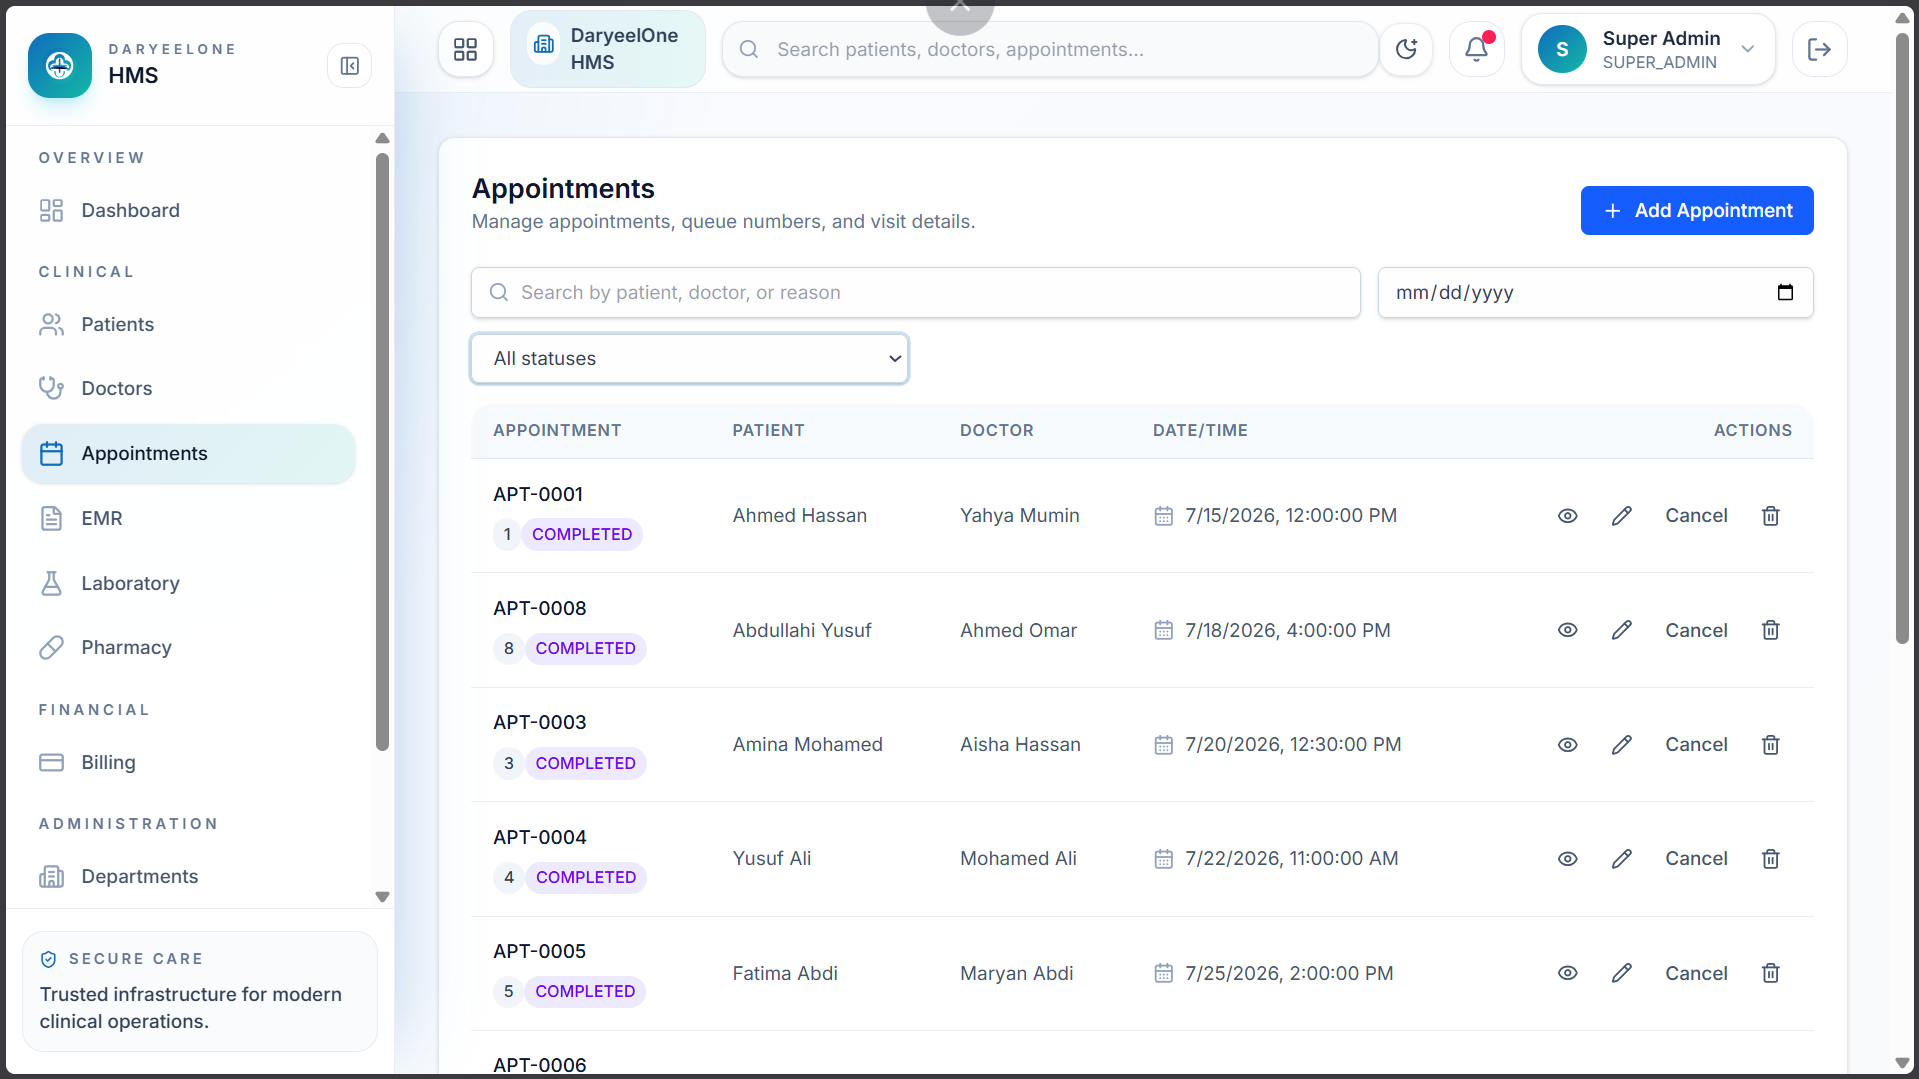 DARYEELONE
HMS
OVERVIEW
Dashboard
CLINICAL
Patients
Doctors
Appointments
EMR
Laboratory
Pharmacy
FINANCIAL
Billing
ADMINISTRATION
Departments
SECURE CARE
Trusted infrastructure for modern
clinical operations.
DaryeelOne
HMS
Search patients, doctors, appointments...
S
Super Admin
SUPER_ADMIN
Appointments
Manage appointments, queue numbers, and visit details.
+ Add Appointment
Search by patient, doctor, or reason
mm/dd/yyyy
All statuses
APPOINTMENT PATIENT DOCTOR DATE/TIME ACTIONS
APT-0001
1 COMPLETED
Ahmed Hassan Yahya Mumin 7/15/2026, 12:00:00 PM Cancel
APT-0008
8 COMPLETED
Abdullahi Yusuf Ahmed Omar 7/18/2026, 4:00:00 PM Cancel
APT-0003
3 COMPLETED
Amina Mohamed Aisha Hassan 7/20/2026, 12:30:00 PM Cancel
APT-0004
4 COMPLETED
Yusuf Ali Mohamed Ali 7/22/2026, 11:00:00 AM Cancel
APT-0005
5 COMPLETED
Fatima Abdi Maryan Abdi 7/25/2026, 2:00:00 PM Cancel
APT-0006